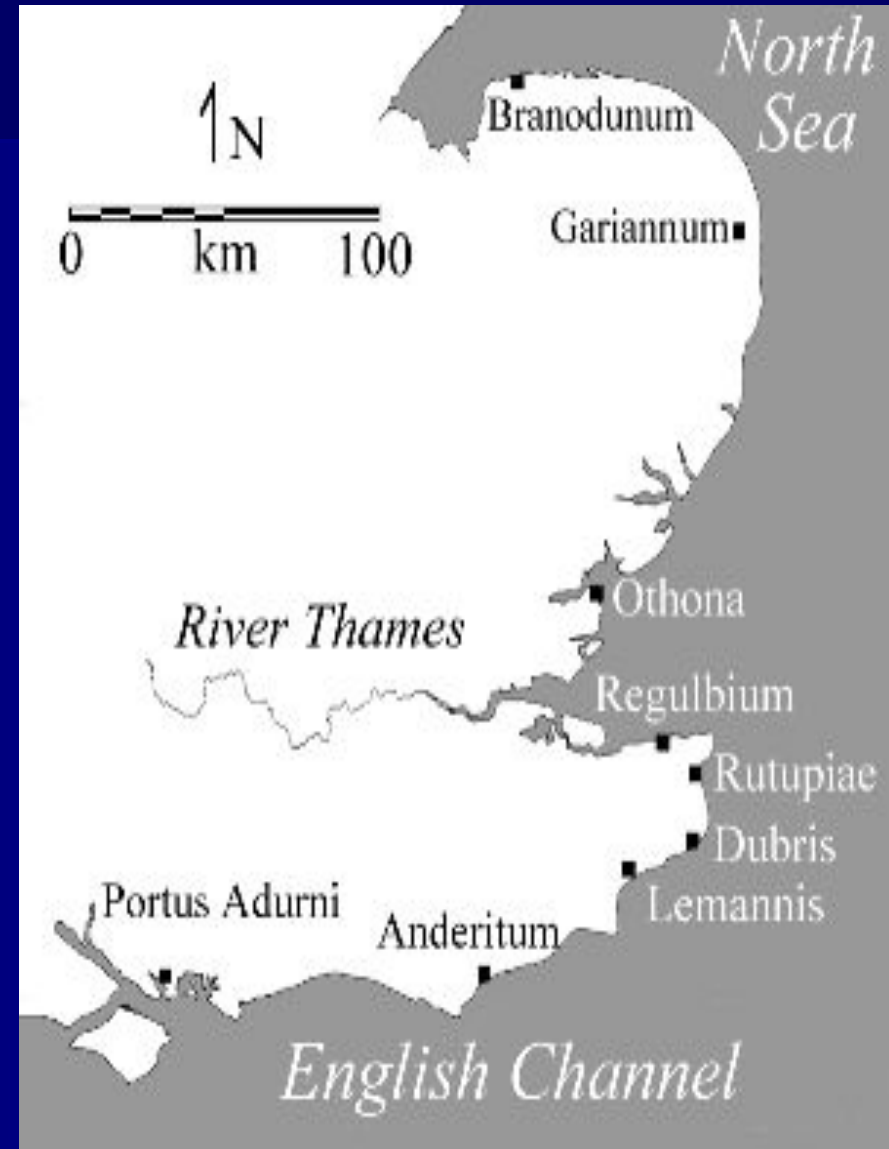 North
Sea
Branodunum
N
Gariannum
0 km 100
Othona
River Thames
Regulbium
Rutupiae
Dubris
Portus Adurni
Lemannis
Anderitum
English Channel